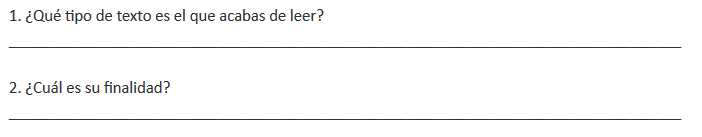 1. ¿Qué tipo de texto es el que acabas de leer?
2. ¿Cuál es su finalidad?